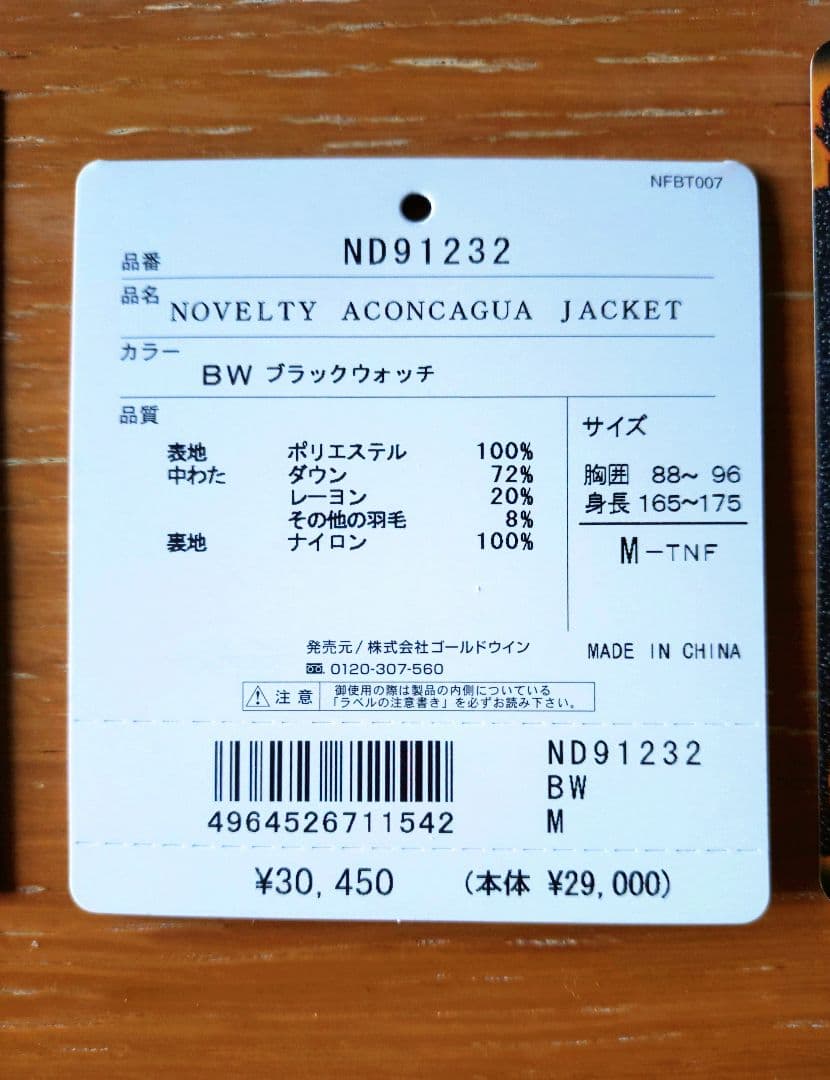 NFBT007
品番 ND91232
品名 NOVELTY ACONCAGUA JACKET
カラー
BW ブラックウォッチ
品質
表地 ポリエステル 100%
中わた ダウン 72%
レーヨン 20%
その他の羽毛 8%
裏地 ナイロン 100%
サイズ
胸囲 88～ 96
身長 165～175
M-TNF
発売元/株式会社ゴールドウイン
0120-307-560
MADE IN CHINA
注意
御使用の際は製品の内側についている
「ラベルの注意書き」を必ずお読み下さい。
4964526711542
ND91232
BW
M
¥30,450 (本体 ¥29,000)